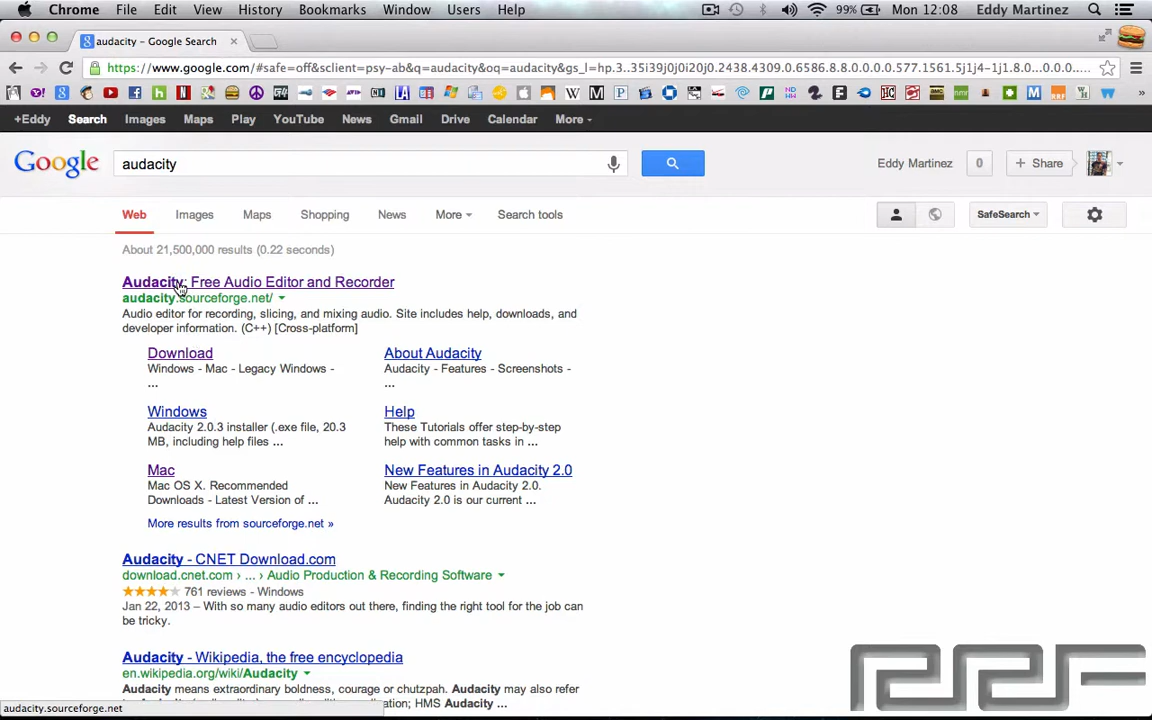 Chrome File Edit View History Bookmarks Window Users Help 99% Mon 12:08 Eddy Martinez
audacity - Google Search
https://www.google.com/#safe=off&sclient=psy-ab&q=audacity&oq=audacity&gs_l=hp.3..35i39j0j0i20j0.2438.4309.0.6586.8.8.0.0.0.0.577.1561.5j1j4-1j1.8.0...0.0...0....
+Eddy Search Images Maps Play YouTube News Gmail Drive Calendar More
Google audacity Eddy Martinez 0 + Share
Web Images Maps Shopping News More Search tools SafeSearch
About 21,500,000 results (0.22 seconds)
Audacity: Free Audio Editor and Recorder
audacity.sourceforge.net/
Audio editor for recording, slicing, and mixing audio. Site includes help, downloads, and
developer information. (C++) [Cross-platform]
Download
Windows - Mac - Legacy Windows -
...
About Audacity
Audacity - Features - Screenshots -
...
Windows
Audacity 2.0.3 installer (.exe file, 20.3
MB, including help files ...
Help
These Tutorials offer step-by-step
help with common tasks in ...
Mac
Mac OS X. Recommended
Downloads - Latest Version of ...
New Features in Audacity 2.0
New Features in Audacity 2.0.
Audacity 2.0 is our current ...
More results from sourceforge.net »
Audacity - CNET Download.com
download.cnet.com › ... › Audio Production & Recording Software
761 reviews - Windows
Jan 22, 2013 – With so many audio editors out there, finding the right tool for the job can
be tricky.
Audacity - Wikipedia, the free encyclopedia
en.wikipedia.org/wiki/Audacity
Audacity means extraordinary boldness, courage or chutzpah. Audacity may also refer
HMS Audacity ...
audacity.sourceforge.net